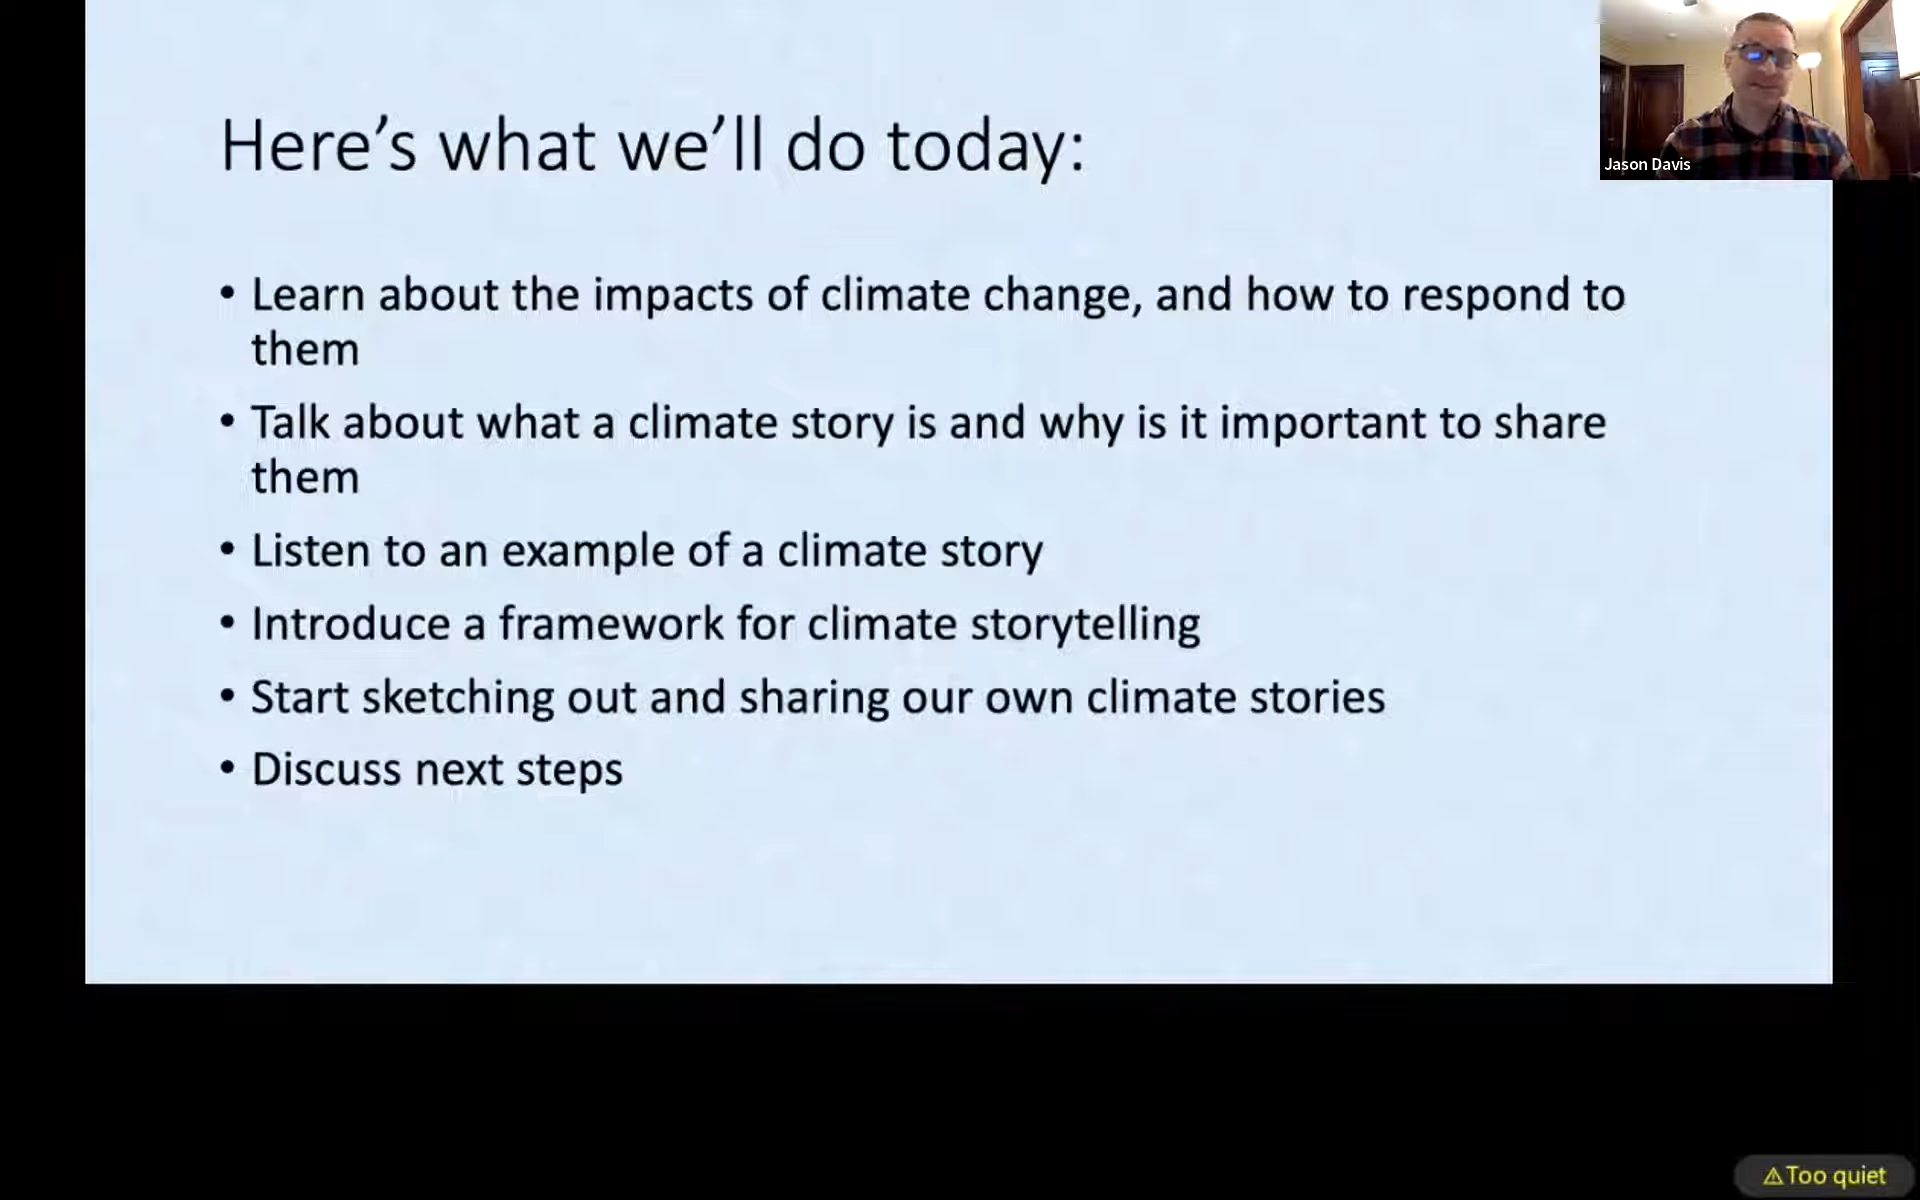 Here’s what we’ll do today:
Jason Davis
• Learn about the impacts of climate change, and how to respond to
them
• Talk about what a climate story is and why is it important to share
them
• Listen to an example of a climate story
• Introduce a framework for climate storytelling
• Start sketching out and sharing our own climate stories
• Discuss next steps
⚠Too quiet